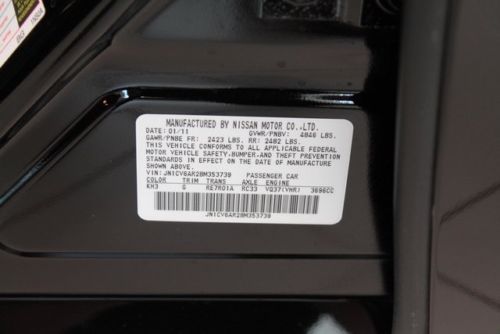 MANUFACTURED BY NISSAN MOTOR CO.,LTD.
DATE: 01/11 GVWR/PNBV: 4846 LBS.
GAWR/PNBE FR: 2423 LBS. RR: 2482 LBS.
THIS VEHICLE CONFORMS TO ALL APPLICABLE FEDERAL
MOTOR VEHICLE SAFETY,BUMPER,AND THEFT PREVENTION
STANDARDS IN EFFECT ON THE DATE OF MANUFACTURE
SHOWN ABOVE.
VIN:JN1CV6AR2BM353739 PASSENGER CAR
COLOR TRIM TRANS AXLE ENGINE
KH3 G RE7R01A RC33 VQ37(VHR) 3696CC
JN1CV6AR2BM353739